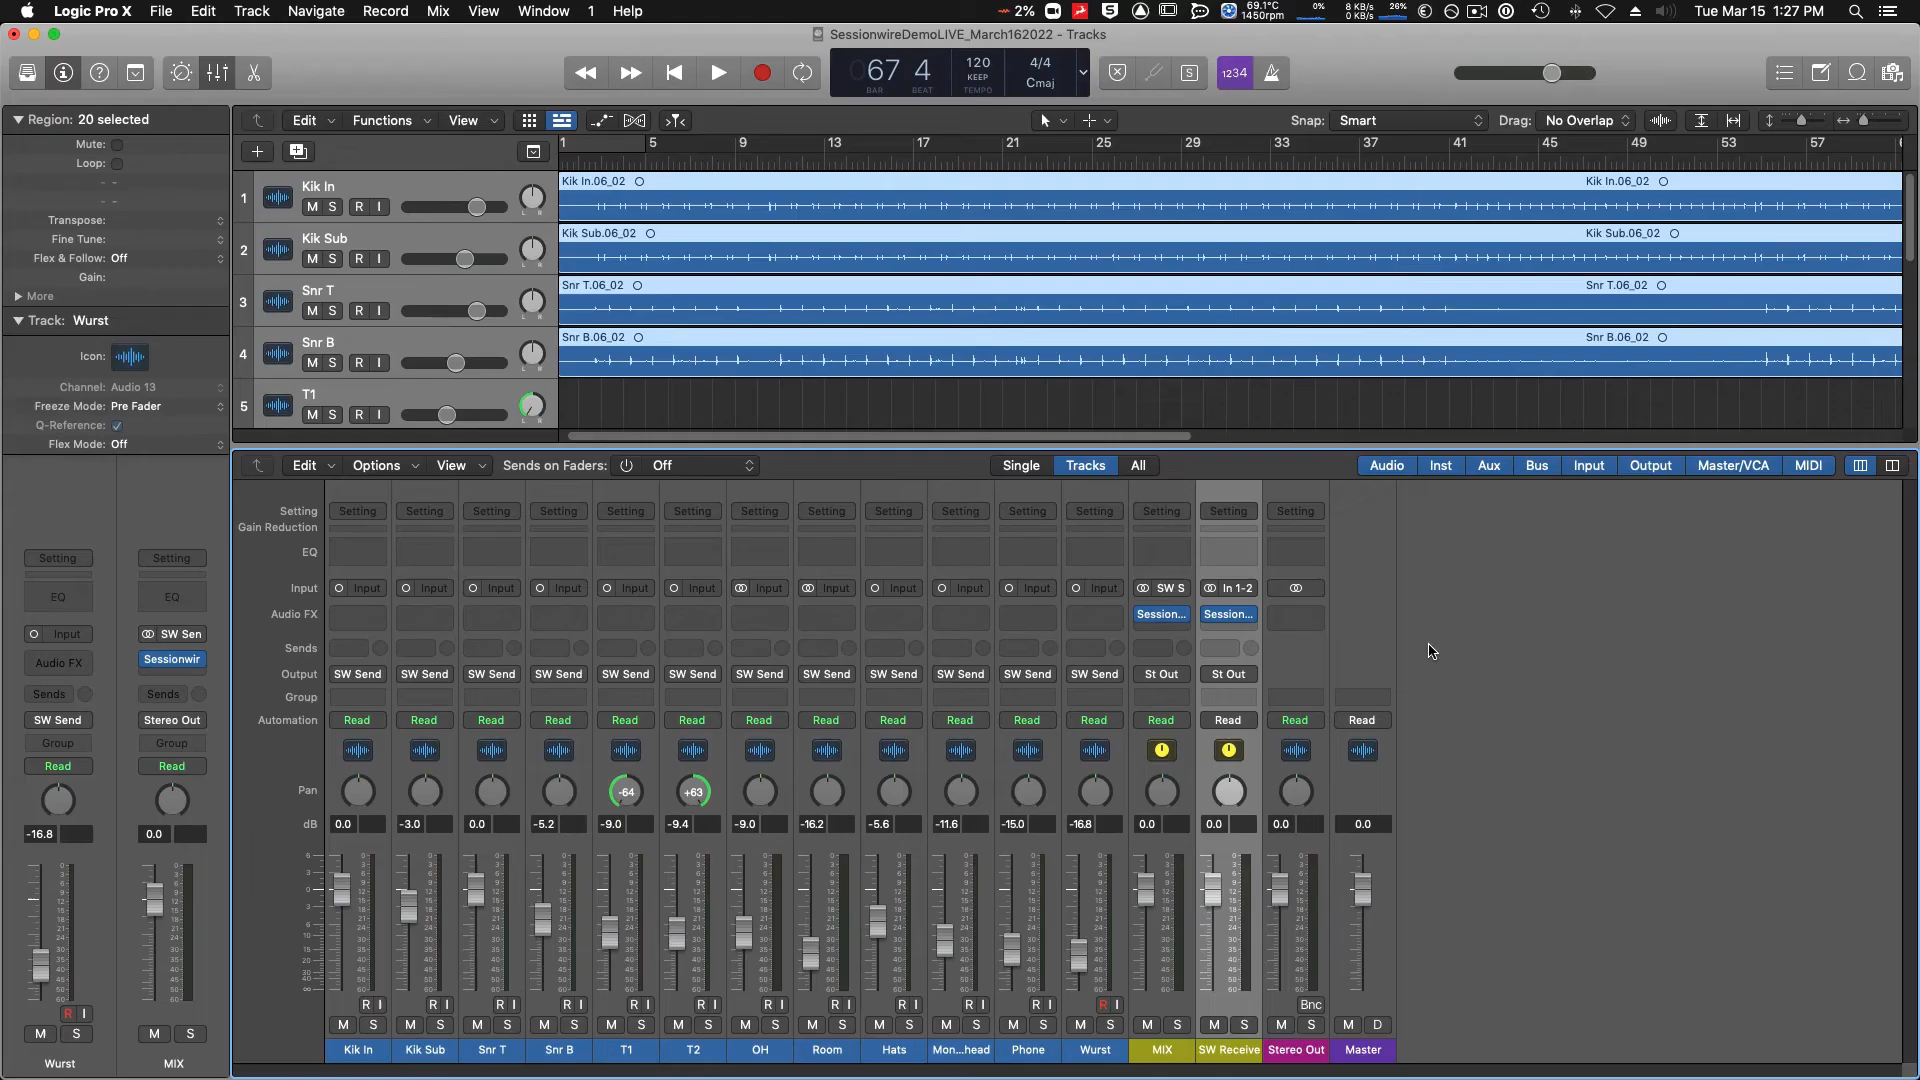 Logic Pro X File Edit Track Navigate Record Mix View Window 1 Help 2% 69.1°C 1450rpm 0% 8 KB/s 0 KB/s 26% Tue Mar 15 1:27 PM
SessionwireDemoLIVE_March162022 - Tracks
67 4 120 KEEP 4/4 Cmaj S 1234
BAR BEAT TEMPO
Region: 20 selected
Mute:
Loop:
Transpose:
Fine Tune:
Flex & Follow: Off
Gain:
More
Track: Wurst
Icon:
Channel: Audio 13
Freeze Mode: Pre Fader
Q-Reference:
Flex Mode: Off
Edit Functions View Snap: Smart Drag: No Overlap
1 5 9 13 17 21 25 29 33 37 41 45 49 53 57
1 Kik In M S R I Kik In.06_02 Kik In.06_02
2 Kik Sub M S R I Kik Sub.06_02 Kik Sub.06_02
3 Snr T M S R I Snr T.06_02 Snr T.06_02
4 Snr B M S R I Snr B.06_02 Snr B.06_02
5 T1 M S R I
Edit Options View Sends on Faders: Off Single Tracks All Audio Inst Aux Bus Input Output Master/VCA MIDI
Setting Setting Setting Setting Setting Setting Setting Setting Setting Setting Setting Setting Setting Setting Setting Setting
Gain Reduction
EQ
Input Input Input Input Input Input Input Input Input Input Input Input Input SW S In 1-2
Audio FX Session... Session...
Sends
Output SW Send SW Send SW Send SW Send SW Send SW Send SW Send SW Send SW Send SW Send SW Send SW Send St Out St Out
Group
Automation Read Read Read Read Read Read Read Read Read Read Read Read Read Read Read Read
Pan -64 +63
dB 0.0 -3.0 0.0 -5.2 -9.0 -9.4 -9.0 -16.2 -5.6 -11.6 -15.0 -16.8 0.0 0.0 0.0 0.0
R I R I R I R I R I R I R I R I R I R I R I R I Bnc
M S M S M S M S M S M S M S M S M S M S M S M S M S M S M S M D
Kik In Kik Sub Snr T Snr B T1 T2 OH Room Hats Mon...head Phone Wurst MIX SW Receive Stereo Out Master
Setting Setting
EQ EQ
Input SW Sen
Audio FX Sessionwir
Sends Sends
SW Send Stereo Out
Group Group
Read Read
-16.8 0.0
R I
M S M S
Wurst MIX